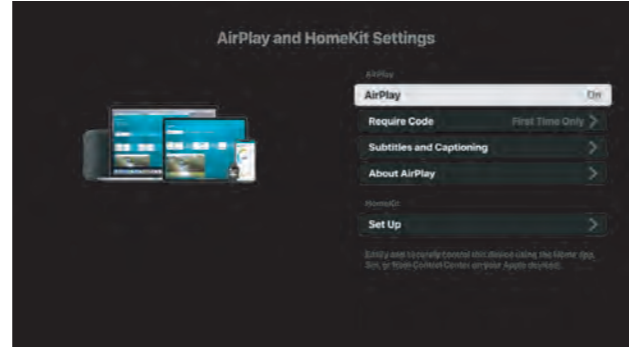 AirPlay and HomeKit Settings
AirPlay
AirPlay On
Require Code First Time Only >
Subtitles and Captioning >
About AirPlay >
HomeKit
Set Up >
Easily and securely control this device using the Home App,
Siri, or from Control Center on your Apple devices.